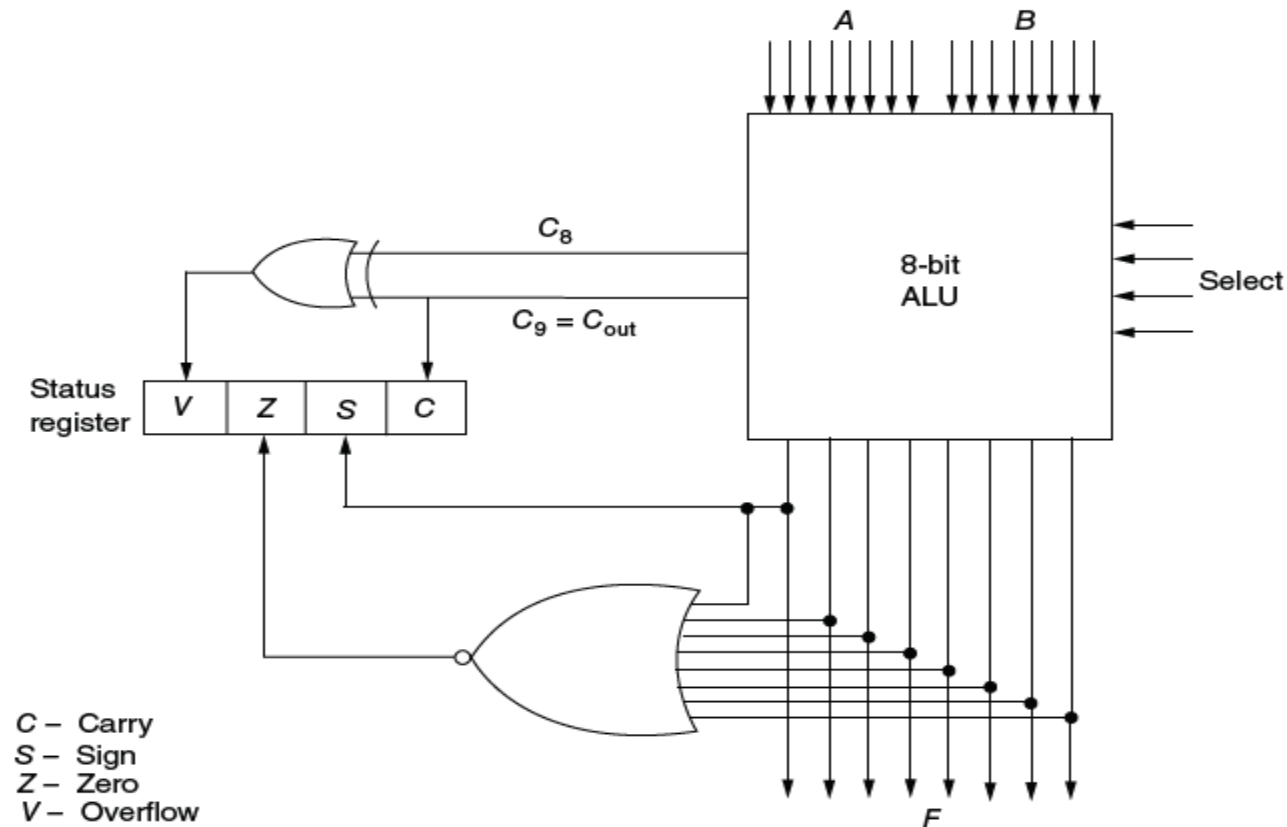 A
B
C₈
8-bit
ALU
Select
C₉ = Cout
Status
register
V
Z
S
C
C – Carry
S – Sign
Z – Zero
V – Overflow
F